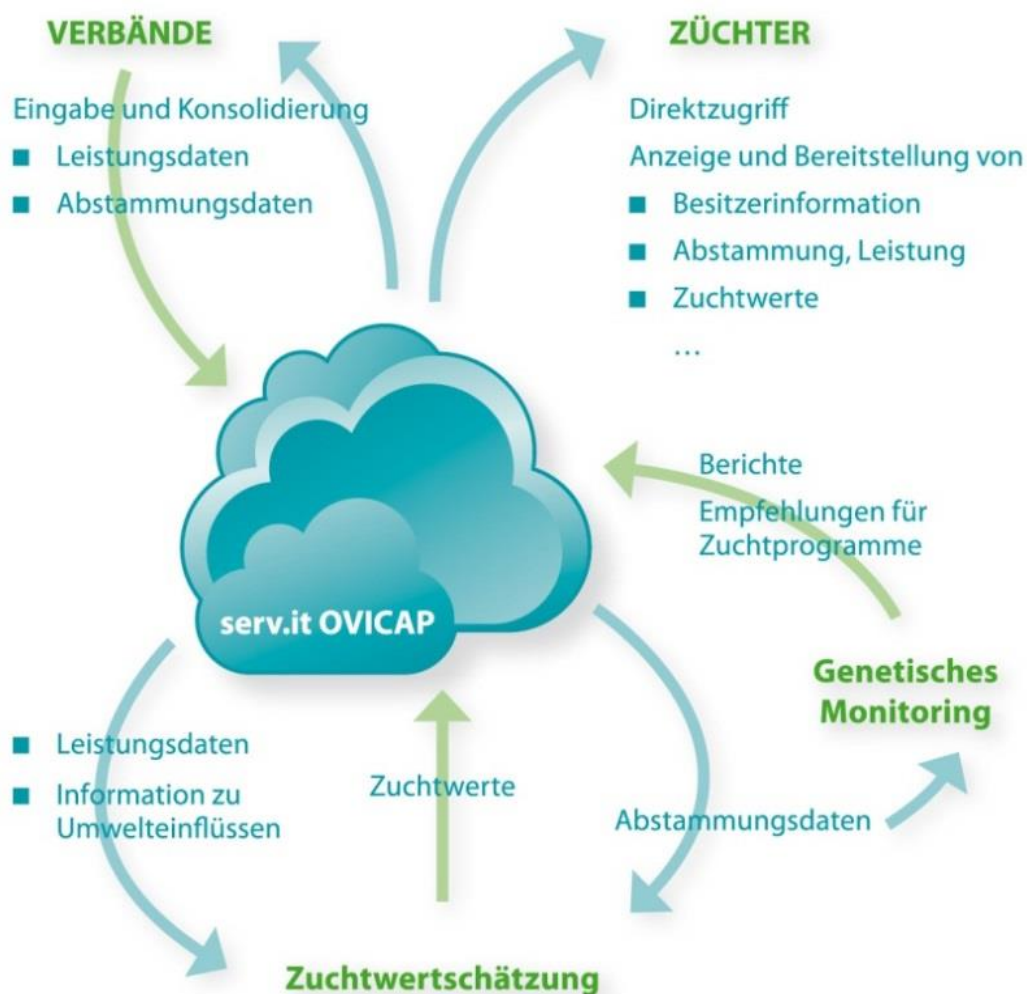 VERBÄNDE
Eingabe und Konsolidierung
■ Leistungsdaten
■ Abstammungsdaten
ZÜCHTER
Direktzugriff
Anzeige und Bereitstellung von
■ Besitzerinformation
■ Abstammung, Leistung
■ Zuchtwerte
...
Berichte
Empfehlungen für
Zuchtprogramme
serv.it OVICAP
Genetisches
Monitoring
■ Leistungsdaten
■ Information zu
Umwelteinflüssen
Zuchtwerte
Abstammungsdaten
Zuchtwertschätzung